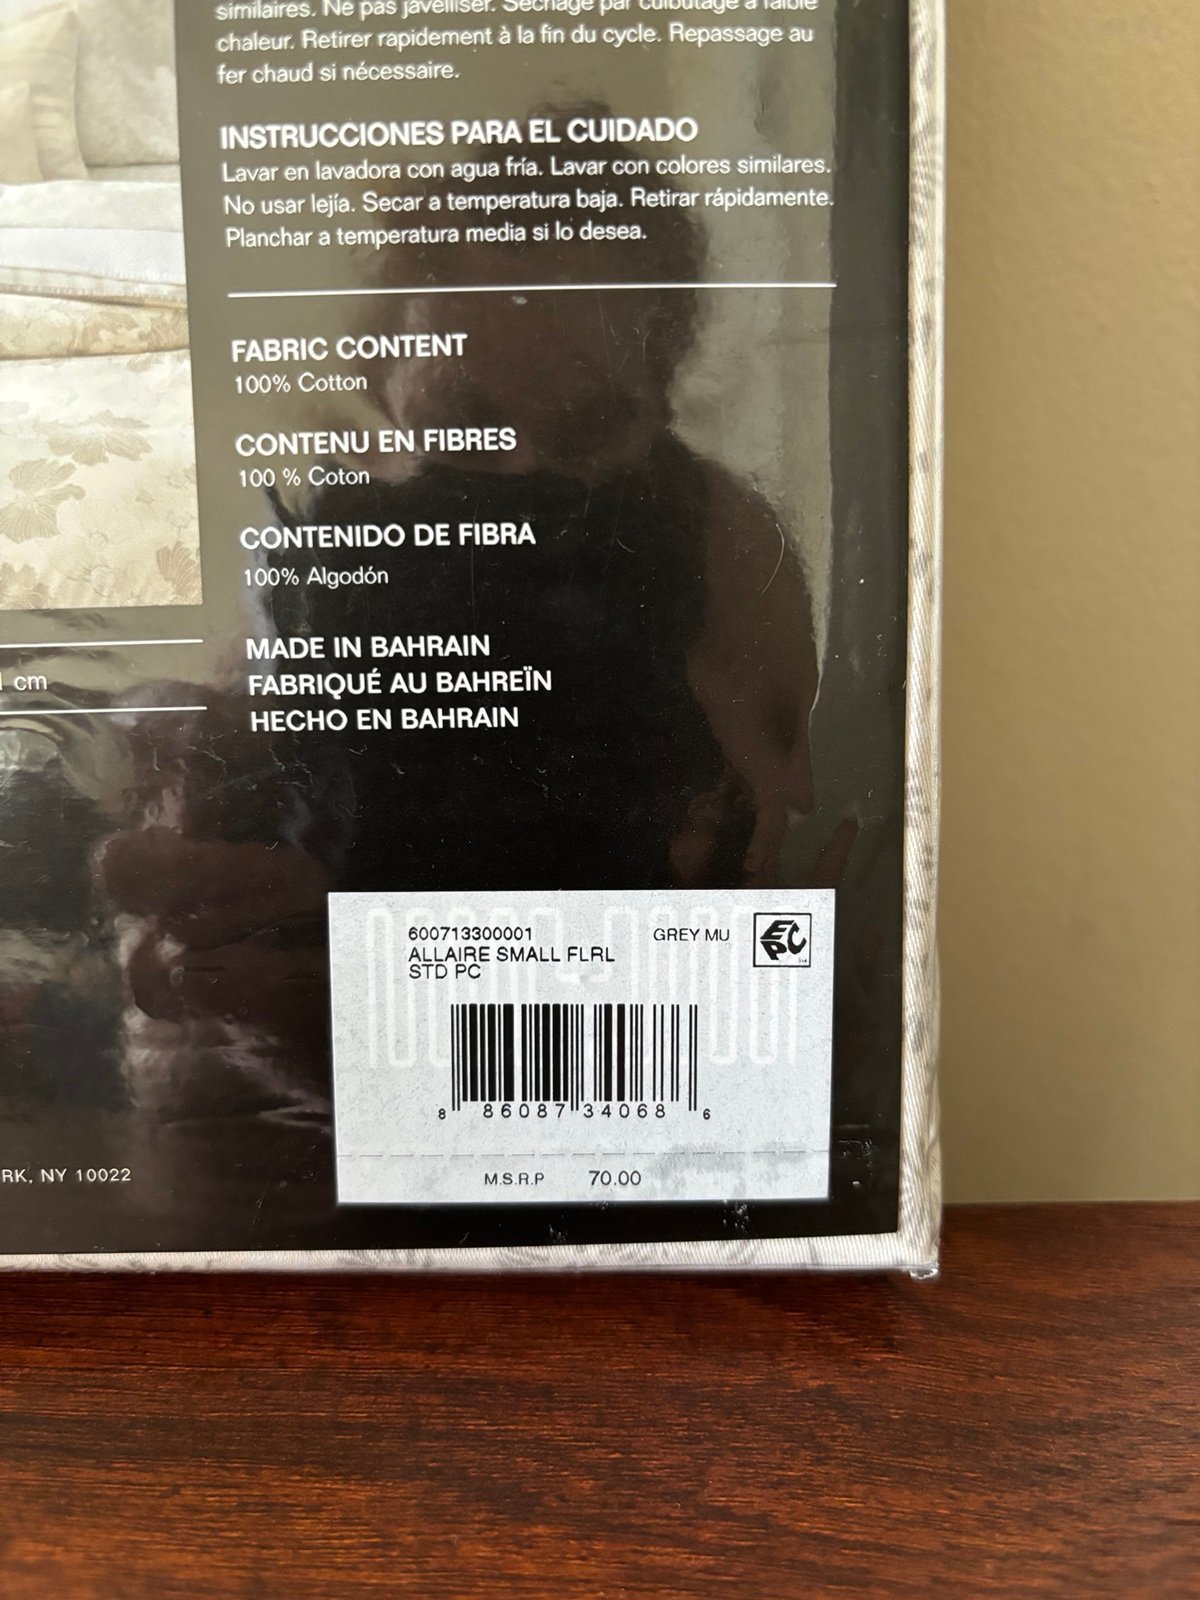 similaires. Ne pas javelliser. Séchage par culbutage à faible
chaleur. Retirer rapidement à la fin du cycle. Repassage au
fer chaud si nécessaire.
INSTRUCCIONES PARA EL CUIDADO
Lavar en lavadora con agua fría. Lavar con colores similares.
No usar lejía. Secar a temperatura baja. Retirar rápidamente.
Planchar a temperatura media si lo desea.
FABRIC CONTENT
100% Cotton
CONTENU EN FIBRES
100 % Coton
CONTENIDO DE FIBRA
100% Algodón
MADE IN BAHRAIN
FABRIQUÉ AU BAHREÏN
HECHO EN BAHRAIN
cm
600713300001 GREY MU
ALLAIRE SMALL FLRL
STD PC
EPC
8 86087 34068 6
M.S.R.P 70.00
RK, NY 10022